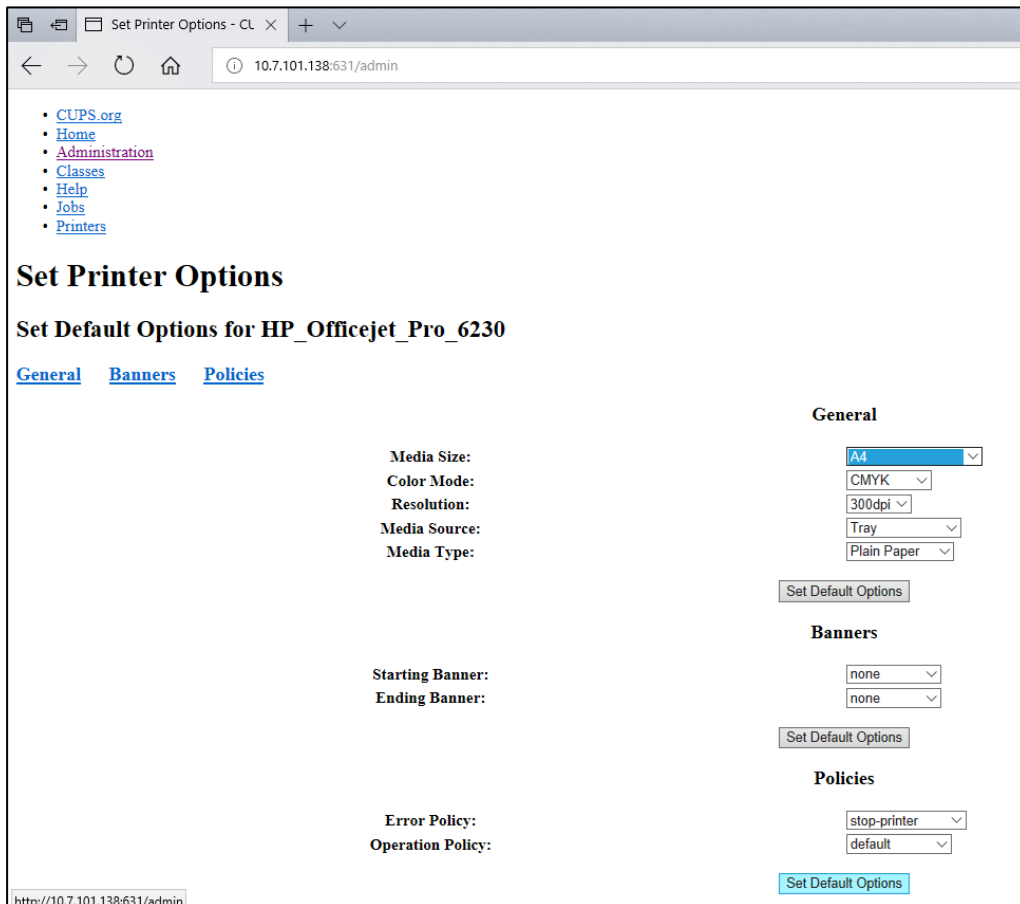 Set Printer Options - CU
10.7.101.138:631/admin
• CUPS.org
• Home
• Administration
• Classes
• Help
• Jobs
• Printers
Set Printer Options
Set Default Options for HP_Officejet_Pro_6230
General Banners Policies
General
Media Size: A4
Color Mode: CMYK
Resolution: 300dpi
Media Source: Tray
Media Type: Plain Paper
Set Default Options
Banners
Starting Banner: none
Ending Banner: none
Set Default Options
Policies
Error Policy: stop-printer
Operation Policy: default
Set Default Options
http://10.7.101.138:631/admin